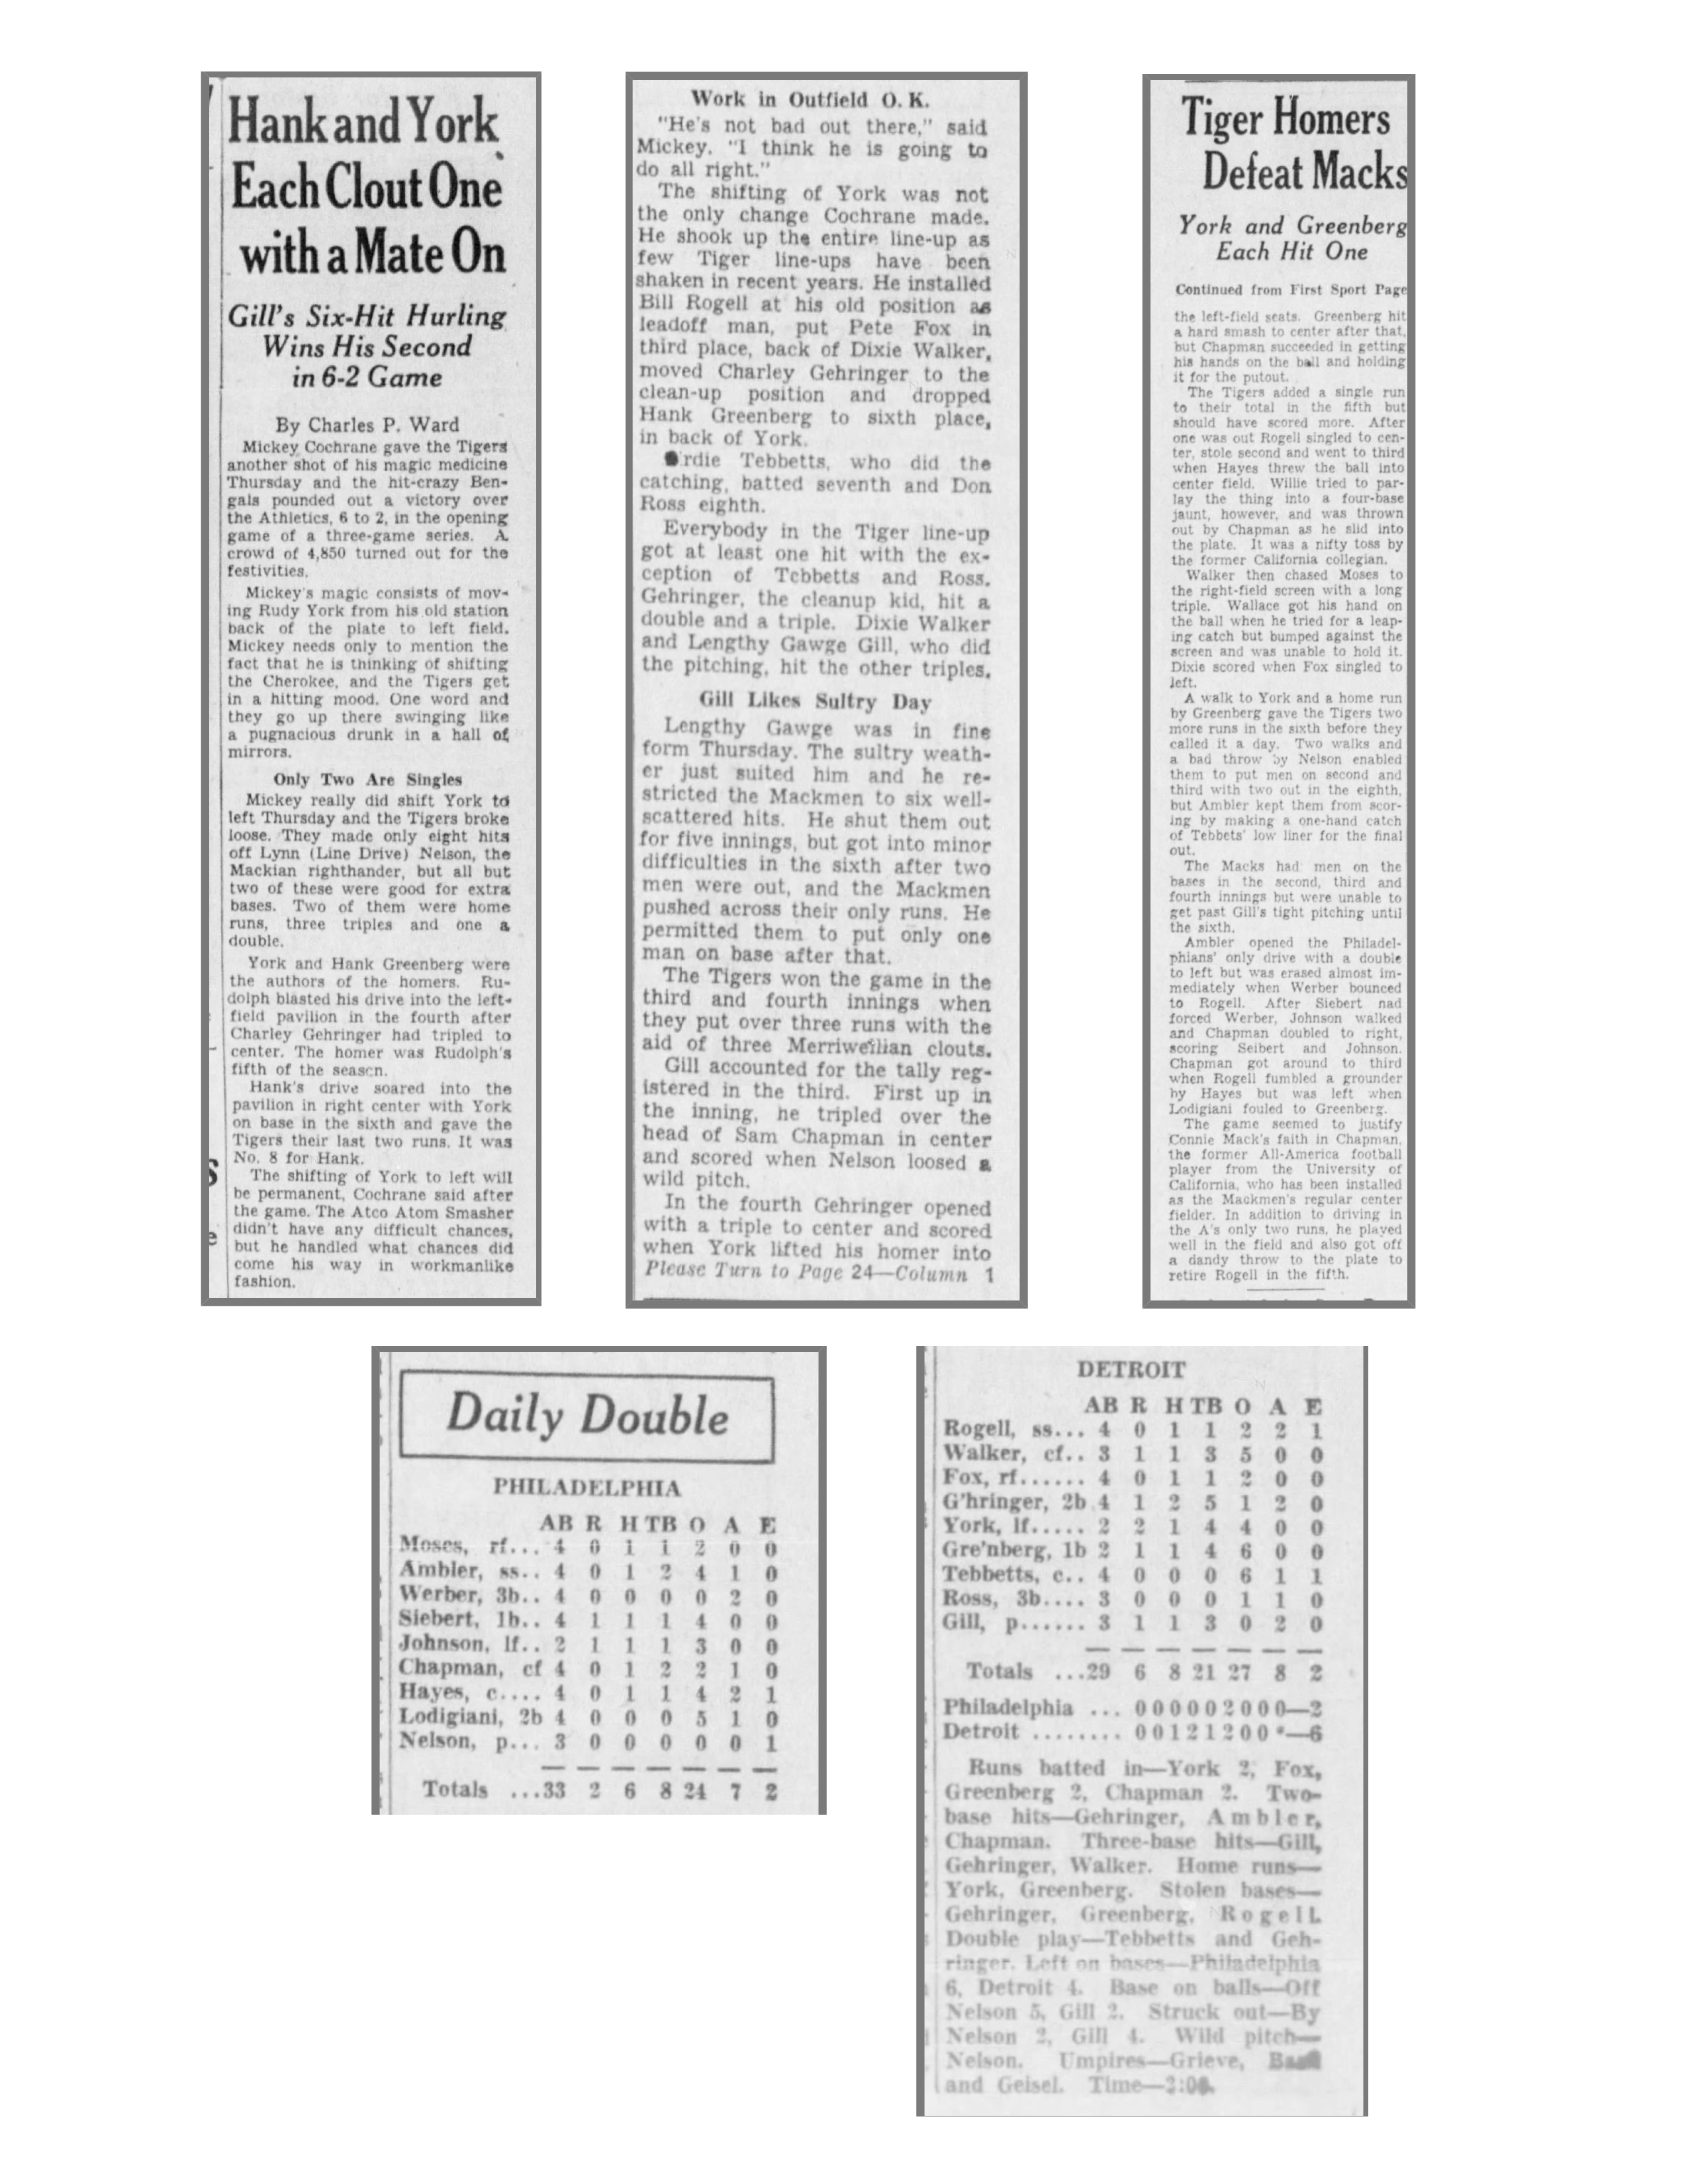 Hank and York
Each Clout One
with a Mate On
Gill's Six-Hit Hurling
Wins His Second
in 6-2 Game
By Charles P. Ward
Mickey Cochrane gave the Tigers
another shot of his magic medicine
Thursday and the hit-crazy Ben-
gals pounded out a victory over
the Athletics, 6 to 2, in the opening
game of a three-game series. A
crowd of 4,850 turned out for the
festivities.
Mickey's magic consists of mov-
ing Rudy York from his old station
back of the plate to left field.
Mickey needs only to mention the
fact that he is thinking of shifting
the Cherokee, and the Tigers get
in a hitting mood. One word and
they go up there swinging like
a pugnacious drunk in a hall of
mirrors.
Only Two Are Singles
Mickey really did shift York to
left Thursday and the Tigers broke
loose. They made only eight hits
off Lynn (Line Drive) Nelson, the
Mackian righthander, but all but
two of these were good for extra
bases. Two of them were home
runs, three triples and one a
double.
York and Hank Greenberg were
the authors of the homers. Ru-
dolph blasted his drive into the left-
field pavilion in the fourth after
Charley Gehringer had tripled to
center. The homer was Rudolph's
fifth of the seascn.
Hank's drive soared into the
pavilion in right center with York
on base in the sixth and gave the
Tigers their last two runs. It was
No. 8 for Hank.
The shifting of York to left will
be permanent, Cochrane said after
the game. The Atco Atom Smasher
didn't have any difficult chances,
but he handled what chances did
come his way in workmanlike
fashion.
Work in Outfield O. K.
"He's not bad out there," said
Mickey. "I think he is going to
do all right."
The shifting of York was not
the only change Cochrane made.
He shook up the entire line-up as
few Tiger line-ups have been
shaken in recent years. He installed
Bill Rogell at his old position as
leadoff man, put Pete Fox in
third place, back of Dixie Walker,
moved Charley Gehringer to the
clean-up position and dropped
Hank Greenberg to sixth place,
in back of York.
rdie Tebbetts, who did the
catching, batted seventh and Don
Ross eighth.
Everybody in the Tiger line-up
got at least one hit with the ex-
ception of Tebbetts and Ross.
Gehringer, the cleanup kid, hit a
double and a triple. Dixie Walker
and Lengthy Gawge Gill, who did
the pitching, hit the other triples.
Gill Likes Sultry Day
Lengthy Gawge was in fine
form Thursday. The sultry weath-
er just suited him and he re-
stricted the Mackmen to six well-
scattered hits. He shut them out
for five innings, but got into minor
difficulties in the sixth after two
men were out, and the Mackmen
pushed across their only runs. He
permitted them to put only one
man on base after that.
The Tigers won the game in the
third and fourth innings when
they put over three runs with the
aid of three Merriwellian clouts.
Gill accounted for the tally reg-
istered in the third. First up in
the inning, he tripled over the
head of Sam Chapman in center
and scored when Nelson loosed a
wild pitch.
In the fourth Gehringer opened
with a triple to center and scored
when York lifted his homer into
Please Turn to Page 24—Column 1
Tiger Homers
Defeat Macks
York and Greenberg
Each Hit One
Continued from First Sport Page
the left-field seats. Greenberg hit
a hard smash to center after that,
but Chapman succeeded in getting
his hands on the ball and holding
it for the putout.
The Tigers added a single run
to their total in the fifth but
should have scored more. After
one was out Rogell singled to cen-
ter, stole second and went to third
when Hayes threw the ball into
center field. Willie tried to par-
lay the thing into a four-base
jaunt, however, and was thrown
out by Chapman as he slid into
the plate. It was a nifty toss by
the former California collegian.
Walker then chased Moses to
the right-field screen with a long
triple. Wallace got his hand on
the ball when he tried for a leap-
ing catch but bumped against the
screen and was unable to hold it.
Dixie scored when Fox singled to
left.
A walk to York and a home run
by Greenberg gave the Tigers two
more runs in the sixth before they
called it a day. Two walks and
a bad throw by Nelson enabled
them to put men on second and
third with two out in the eighth,
but Ambler kept them from scor-
ing by making a one-hand catch
of Tebbets' low liner for the final
out.
The Macks had men on the
bases in the second, third and
fourth innings but were unable to
get past Gill's tight pitching until
the sixth.
Ambler opened the Philadel-
phians' only drive with a double
to left but was erased almost im-
mediately when Werber bounced
to Rogell. After Siebert nad
forced Werber, Johnson walked
and Chapman doubled to right,
scoring Seibert and Johnson.
Chapman got around to third
when Rogell fumbled a grounder
by Hayes but was left when
Lodigiani fouled to Greenberg.
The game seemed to justify
Connie Mack's faith in Chapman,
the former All-America football
player from the University of
California, who has been installed
as the Mackmen's regular center
fielder. In addition to driving in
the A's only two runs, he played
well in the field and also got off
a dandy throw to the plate to
retire Rogell in the fifth.
Daily Double
PHILADELPHIA
AB R H TB O A E
Moses, rf... 4 0 1 1 2 0 0
Ambler, ss.. 4 0 1 2 4 1 0
Werber, 3b.. 4 0 0 0 0 2 0
Siebert, 1b.. 4 1 1 1 4 0 0
Johnson, lf.. 2 1 1 1 3 0 0
Chapman, cf 4 0 1 2 2 1 0
Hayes, c.... 4 0 1 1 4 2 1
Lodigiani, 2b 4 0 0 0 5 1 0
Nelson, p... 3 0 0 0 0 0 1
Totals ...33 2 6 8 24 7 2
DETROIT
AB R H TB O A E
Rogell, ss... 4 0 1 1 2 2 1
Walker, cf.. 3 1 1 3 5 0 0
Fox, rf...... 4 0 1 1 2 0 0
G'hringer, 2b 4 1 2 5 1 2 0
York, lf..... 2 2 1 4 4 0 0
Gre'nberg, 1b 2 1 1 4 6 0 0
Tebbetts, c.. 4 0 0 0 6 1 1
Ross, 3b.... 3 0 0 0 1 1 0
Gill, p...... 3 1 1 3 0 2 0
Totals ...29 6 8 21 27 8 2
Philadelphia ... 0 0 0 0 0 2 0 0 0—2
Detroit ........ 0 0 1 2 1 2 0 0 *—6
Runs batted in—York 2, Fox,
Greenberg 2, Chapman 2. Two-
base hits—Gehringer, Ambler,
Chapman. Three-base hits—Gill,
Gehringer, Walker. Home runs—
York, Greenberg. Stolen bases—
Gehringer, Greenberg, Rogell.
Double play—Tebbetts and Geh-
ringer. Left on bases—Philadelphia
6, Detroit 4. Base on balls—Off
Nelson 5, Gill 2. Struck out—By
Nelson 2, Gill 4. Wild pitch—
Nelson. Umpires—Grieve,
and Geisel. Time—